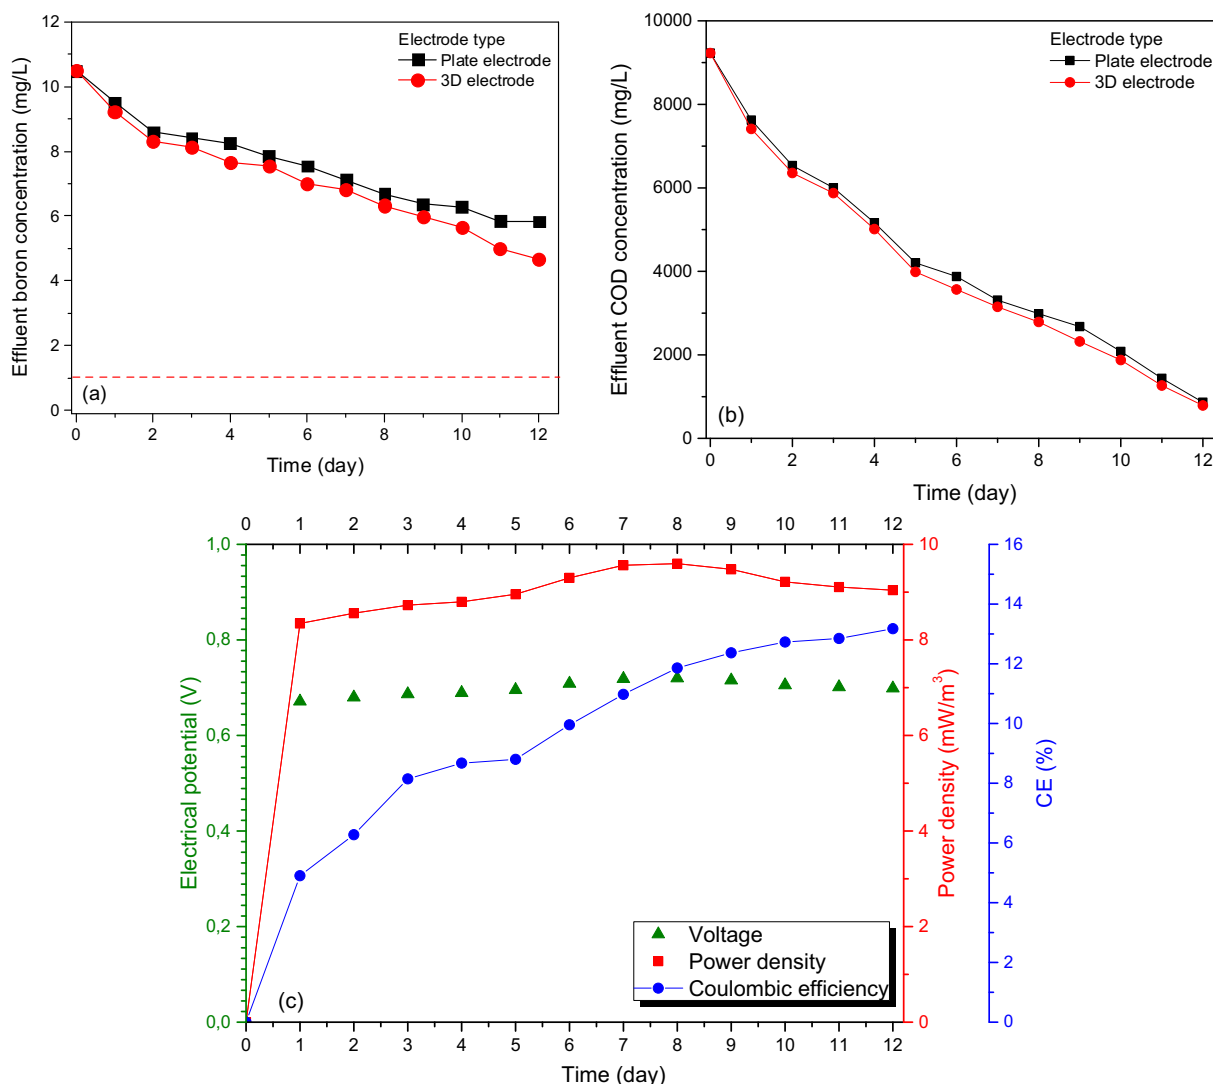 12
10
8
6
4
2
0
Effluent boron concentration (mg/L)
Electrode type
Plate electrode
3D electrode
(a)
0 2 4 6 8 10 12
Time (day)
10000
8000
6000
4000
2000
0
Effluent COD concentration (mg/L)
Electrode type
Plate electrode
3D electrode
(b)
0 2 4 6 8 10 12
Time (day)
0 1 2 3 4 5 6 7 8 9 10 11 12
1,0
0,8
0,6
0,4
0,2
0,0
Electrical potential (V)
10
8
6
4
2
0
Power density (mW/m³)
16
14
12
10
8
6
4
2
0
CE (%)
Voltage
Power density
Coulombic efficiency
(c)
0 1 2 3 4 5 6 7 8 9 10 11 12
Time (day)